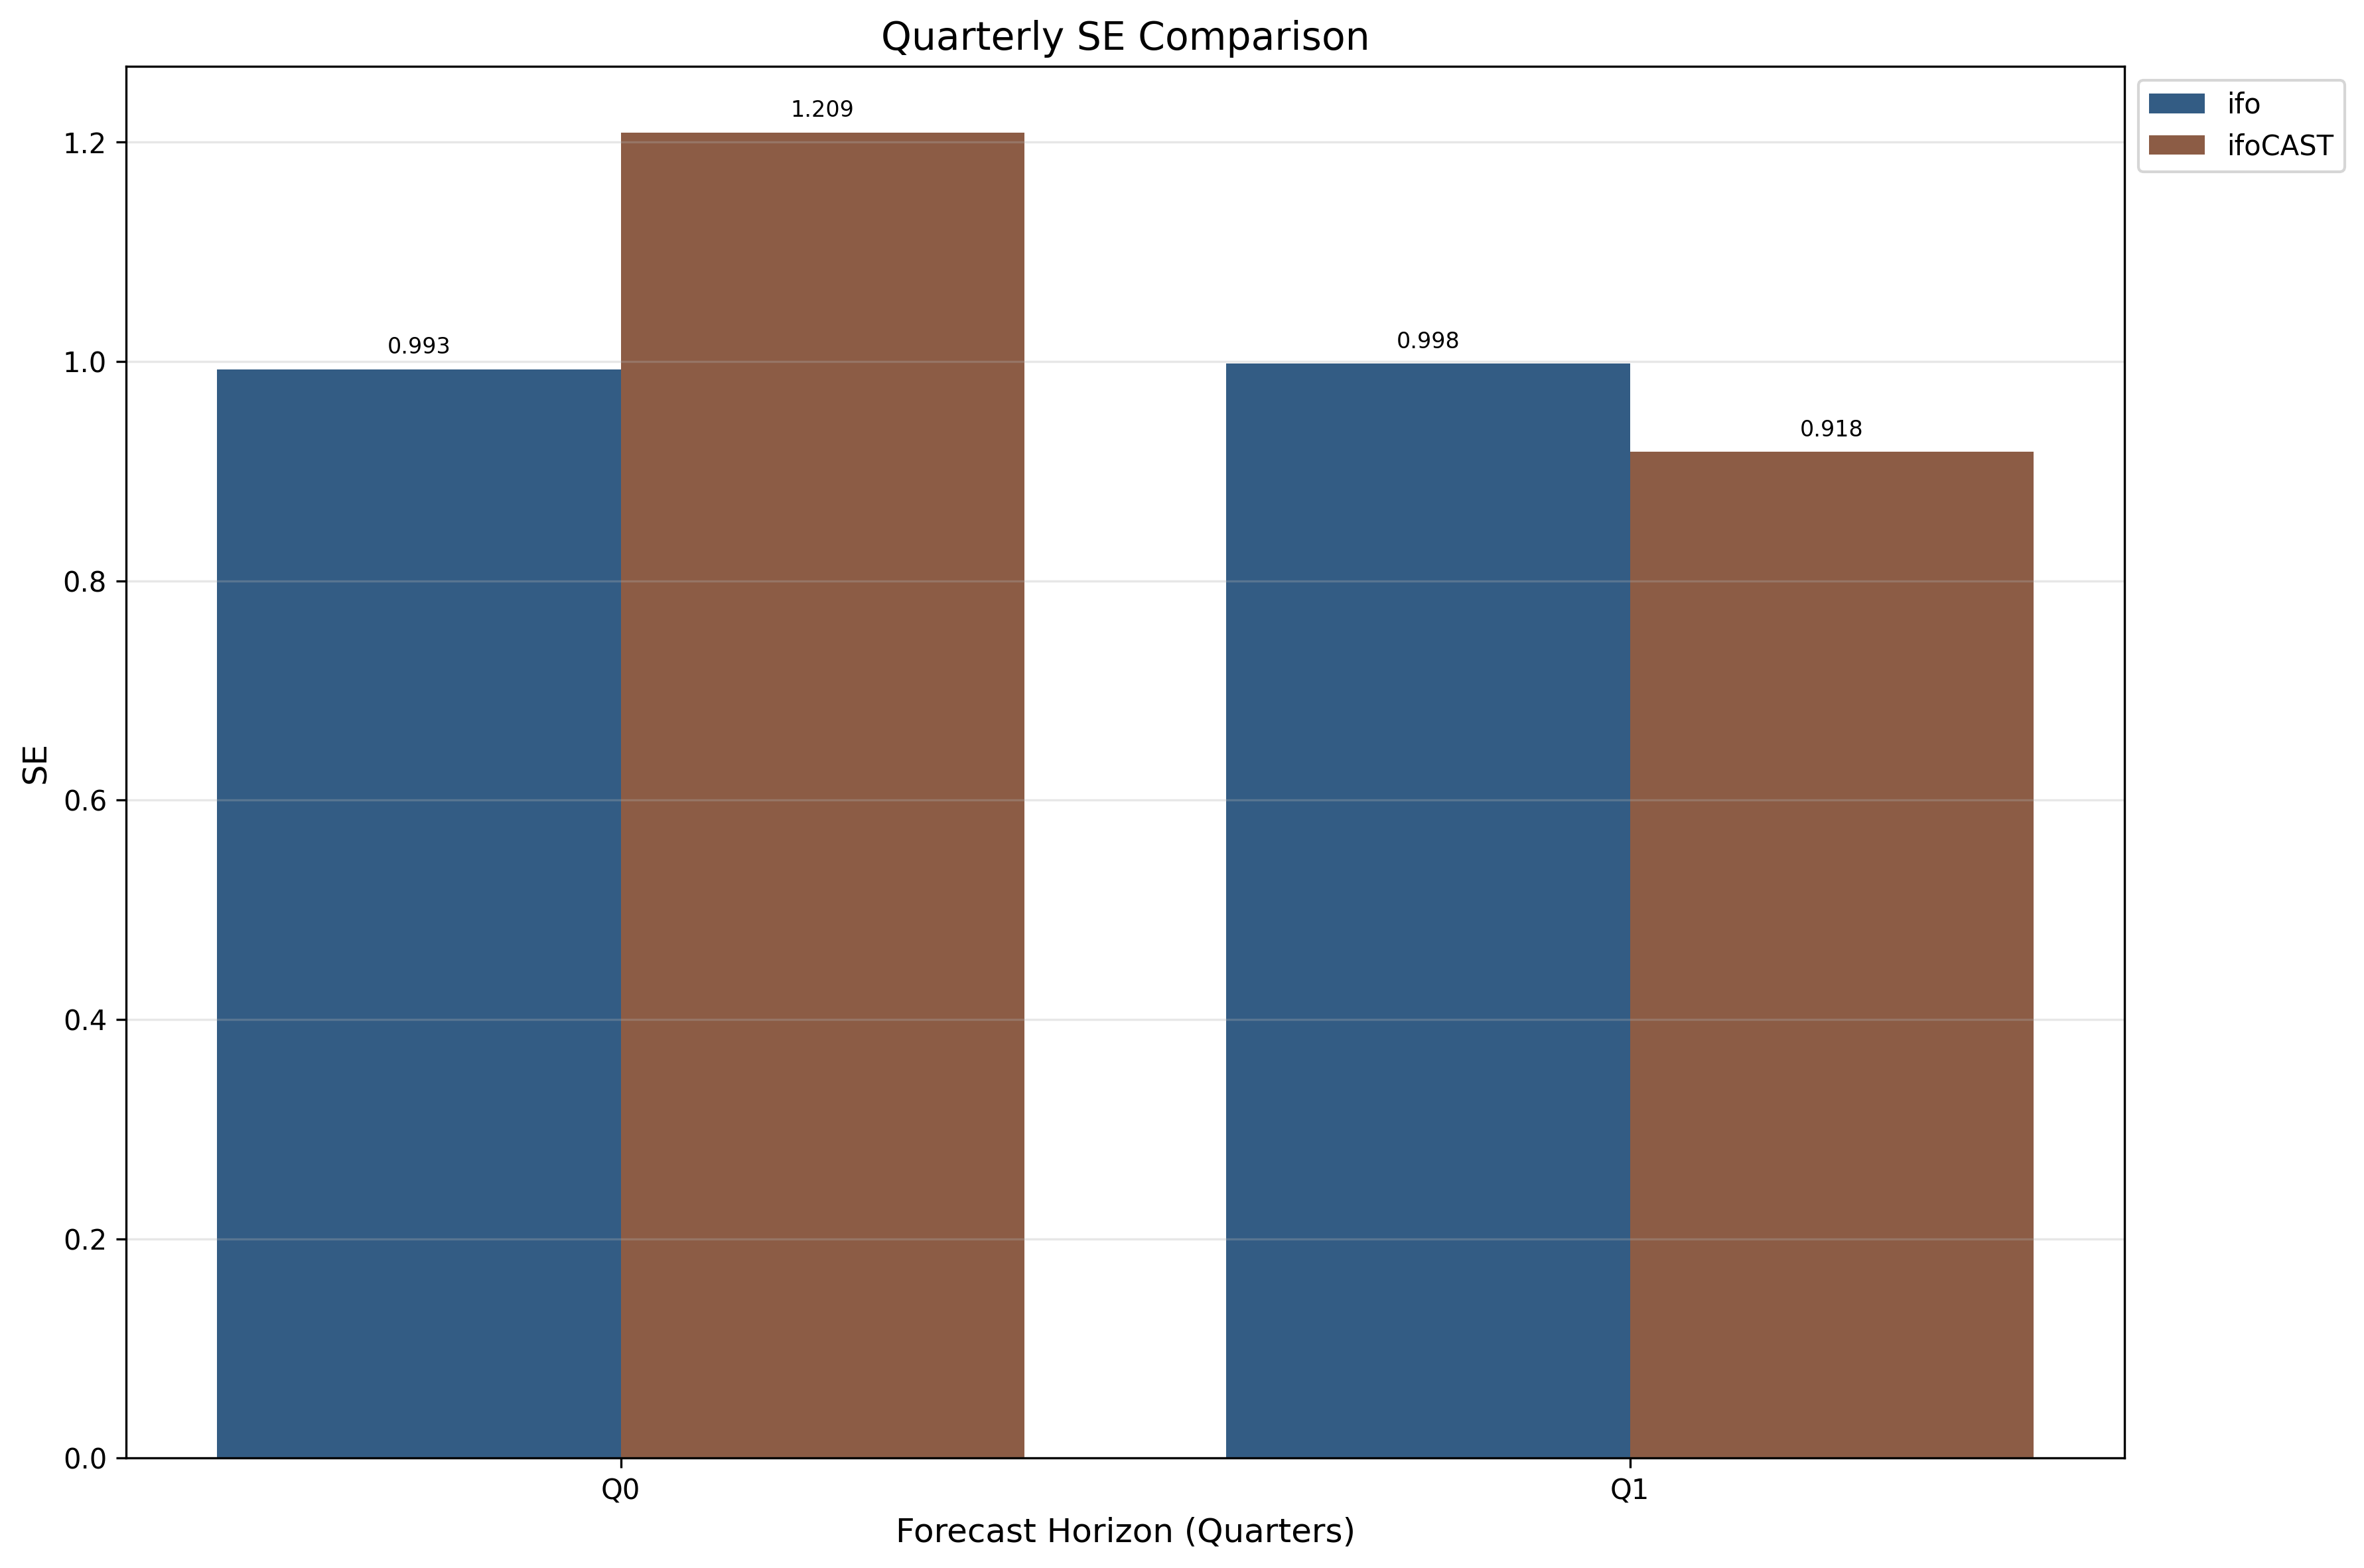 Quarterly SE Comparison
ifo
ifoCAST
1.209
0.993
0.998
0.918
1.2
1.0
0.8
0.6
0.4
0.2
0.0
SE
Q0
Q1
Forecast Horizon (Quarters)